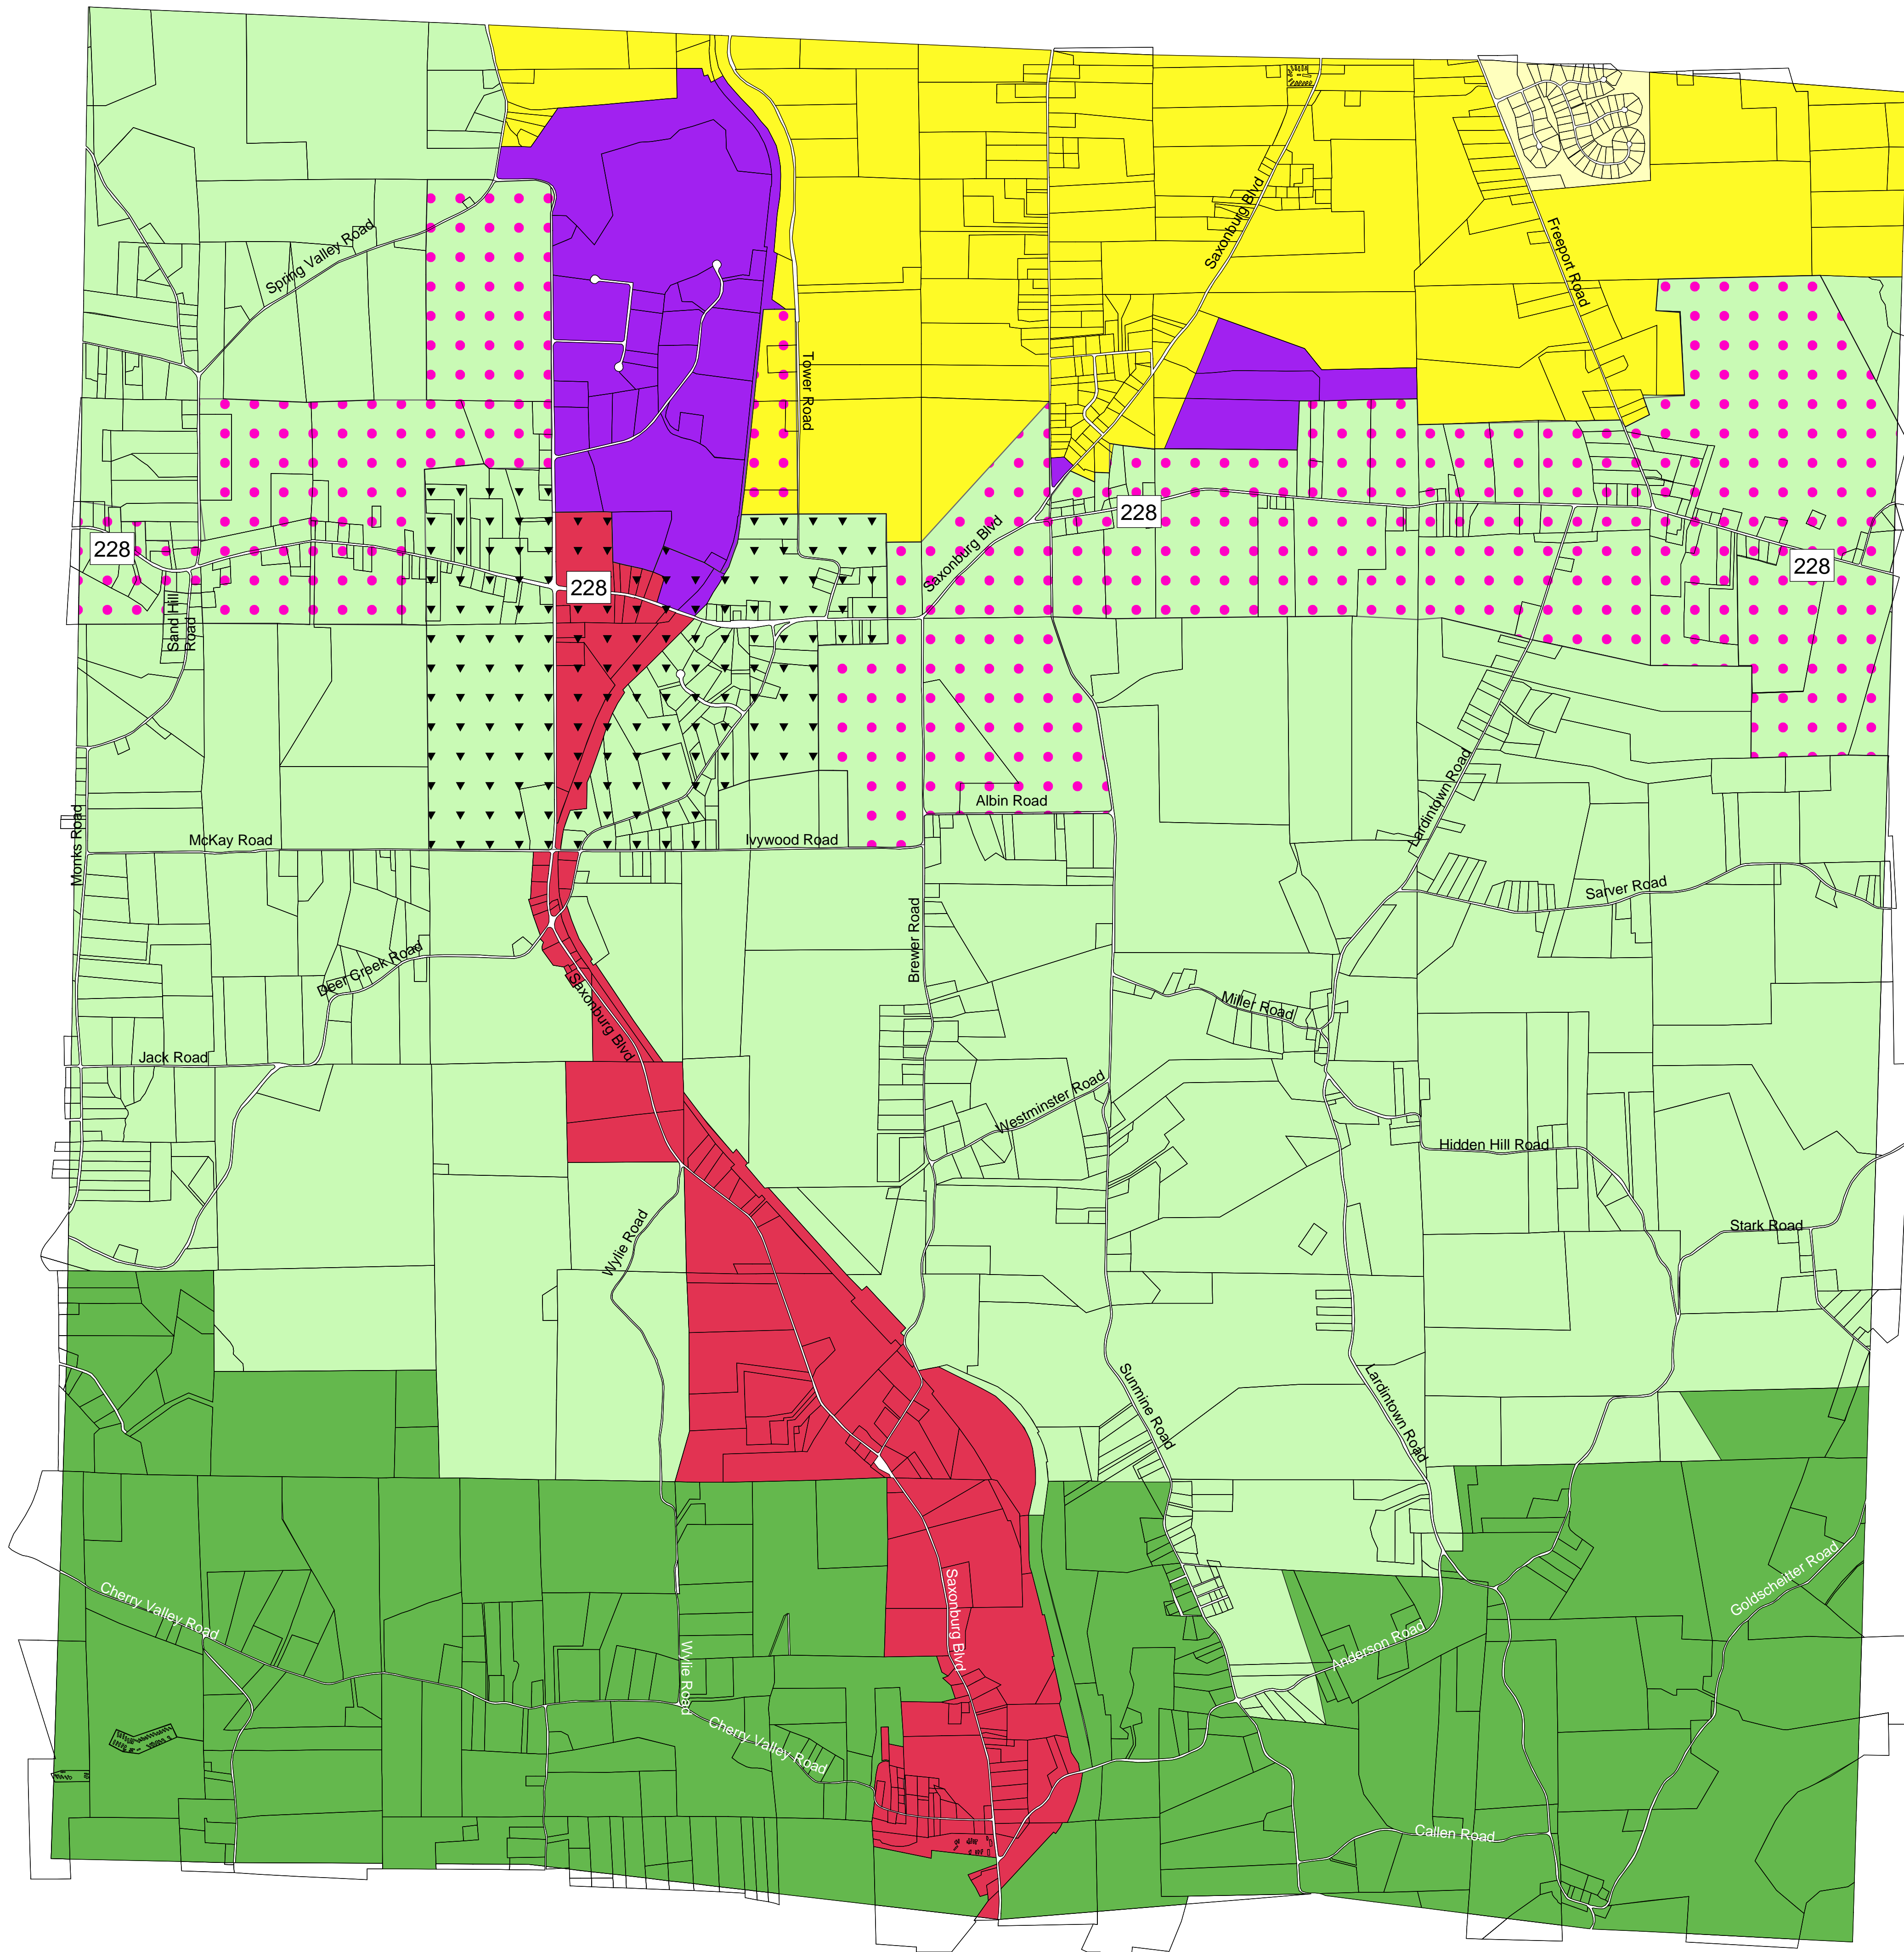 Spring Valley Road
Saxonburg Blvd
Freeport Road
Tower Road
228
228
228
228
Saxonburg Blvd
Sand Hill
Road
Lardintown Road
Albin Road
McKay Road
Ivywood Road
Monks Road
Sarver Road
Brewer Road
Deer Creek Road
Saxonburg Blvd
Miller Road
Jack Road
Westminster Road
Hidden Hill Road
Wylie Road
Stark Road
Sunmine Road
Lardintown Road
Cherry Valley Road
Saxonburg Blvd
Goldscheitter Road
Wylie Road
Anderson Road
Cherry Valley Road
Callen Road